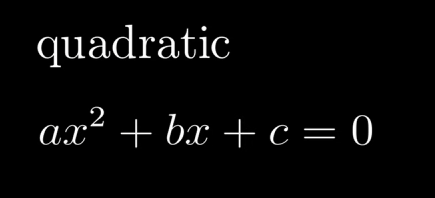 quadratic
ax² + bx + c = 0